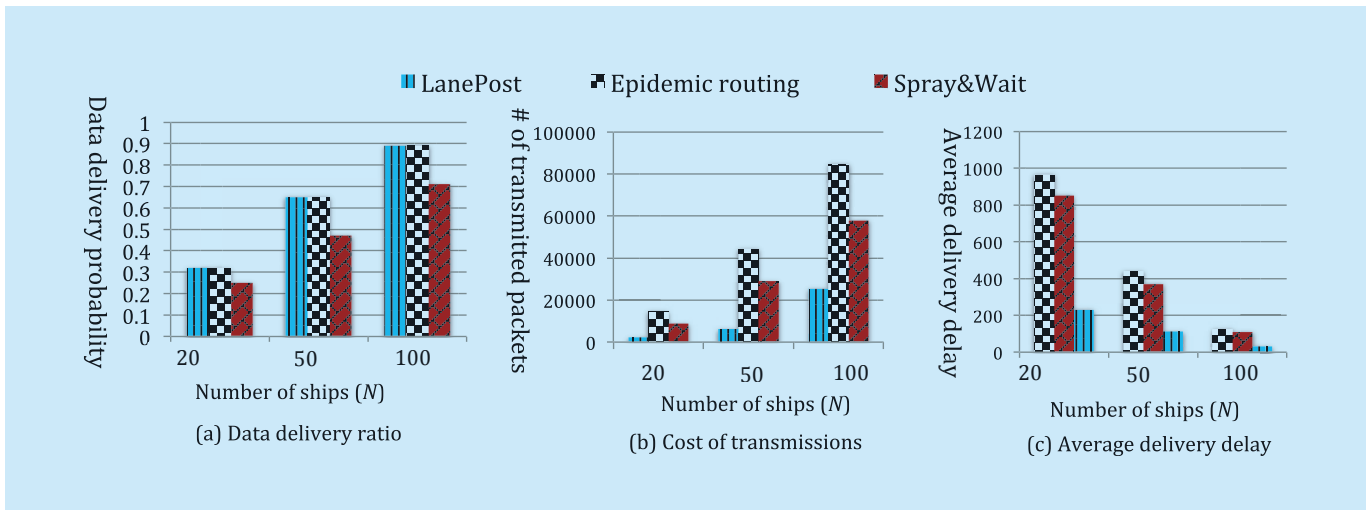 LanePost
Epidemic routing
Spray&Wait
Data delivery probability
1
0.9
0.8
0.7
0.6
0.5
0.4
0.3
0.2
0.1
0
20
50
100
Number of ships (N)
(a) Data delivery ratio
# of transmitted packets
100000
80000
60000
40000
20000
0
20
50
100
Number of ships (N)
(b) Cost of transmissions
Average delivery delay
1200
1000
800
600
400
200
0
20
50
100
Number of ships (N)
(c) Average delivery delay